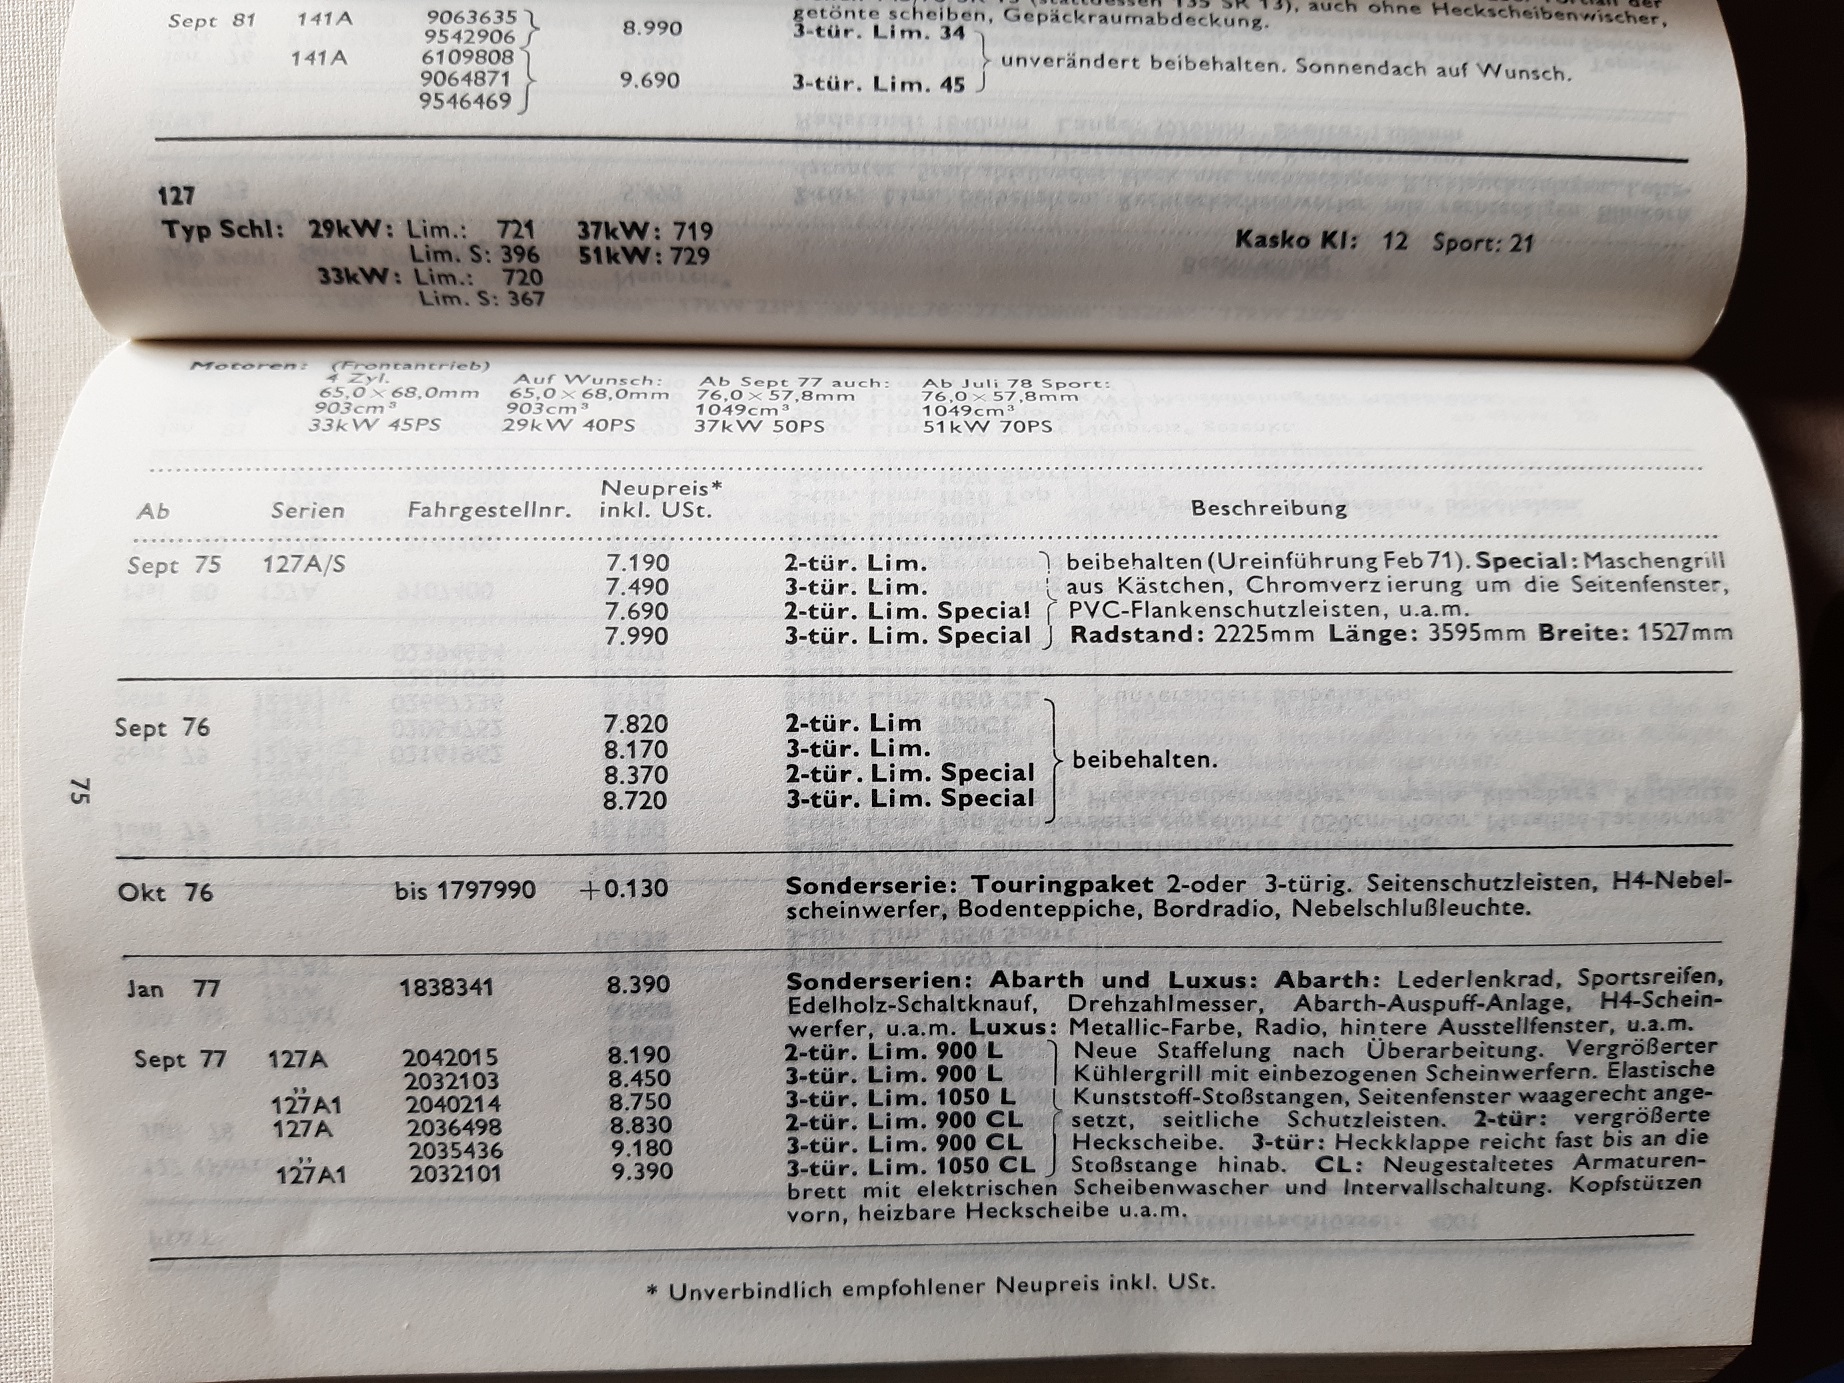 getönte scheiben, Gepäckraumabdeckung. auch ohne Heckscheibenwischer,
Sept 81 141A 9063635 8.990 3-tür. Lim. 34
9542906
141A 6109808 unverändert beibehalten. Sonnendach auf Wunsch.
9064871 9.690 3-tür. Lim. 45
9546469
127
Typ Schl: 29kW: Lim.: 721 37kW: 719 Kasko Kl: 12 Sport: 21
Lim. S: 396 51kW: 729
33kW: Lim.: 720
Lim. S: 367
Motoren: (Frontantrieb)
4 Zyl. Auf Wunsch: Ab Sept 77 auch: Ab Juli 78 Sport:
65,0 × 68,0mm 65,0 × 68,0mm 76,0 × 57,8mm 76,0 × 57,8mm
903cm³ 903cm³ 1049cm³ 1049cm³
33kW 45PS 29kW 40PS 37kW 50PS 51kW 70PS
Ab Serien Fahrgestellnr. Neupreis* inkl. USt. Beschreibung
Sept 75 127A/S 7.190 2-tür. Lim. beibehalten (Ureinführung Feb 71). Special: Maschengrill
7.490 3-tür. Lim. aus Kästchen, Chromverzierung um die Seitenfenster,
7.690 2-tür. Lim. Special PVC-Flankenschutzleisten, u.a.m.
7.990 3-tür. Lim. Special Radstand: 2225mm Länge: 3595mm Breite: 1527mm
Sept 76 7.820 2-tür. Lim
8.170 3-tür. Lim. beibehalten.
8.370 2-tür. Lim. Special
8.720 3-tür. Lim. Special
75
Okt 76 bis 1797990 +0.130 Sonderserie: Touringpaket 2-oder 3-türig. Seitenschutzleisten, H4-Nebel-
scheinwerfer, Bodenteppiche, Bordradio, Nebelschlußleuchte.
Jan 77 1838341 8.390 Sonderserien: Abarth und Luxus: Abarth: Lederlenkrad, Sportsreifen,
Edelholz-Schaltknauf, Drehzahlmesser, Abarth-Auspuff-Anlage, H4-Schein-
werfer, u.a.m. Luxus: Metallic-Farbe, Radio, hintere Ausstellfenster, u.a.m.
Sept 77 127A 2042015 8.190 2-tür. Lim. 900 L Neue Staffelung nach Überarbeitung. Vergrößerter
,, 2032103 8.450 3-tür. Lim. 900 L Kühlergrill mit einbezogenen Scheinwerfern. Elastische
127A1 2040214 8.750 3-tür. Lim. 1050 L Kunststoff-Stoßstangen, Seitenfenster waagerecht ange-
127A 2036498 8.830 2-tür. Lim. 900 CL setzt, seitliche Schutzleisten. 2-tür: vergrößerte
,, 2035436 9.180 3-tür. Lim. 900 CL Heckscheibe. 3-tür: Heckklappe reicht fast bis an die
127A1 2032101 9.390 3-tür. Lim. 1050 CL Stoßstange hinab. CL: Neugestaltetes Armaturen-
brett mit elektrischen Scheibenwascher und Intervallschaltung. Kopfstützen
vorn, heizbare Heckscheibe u.a.m.
* Unverbindlich empfohlener Neupreis inkl. USt.